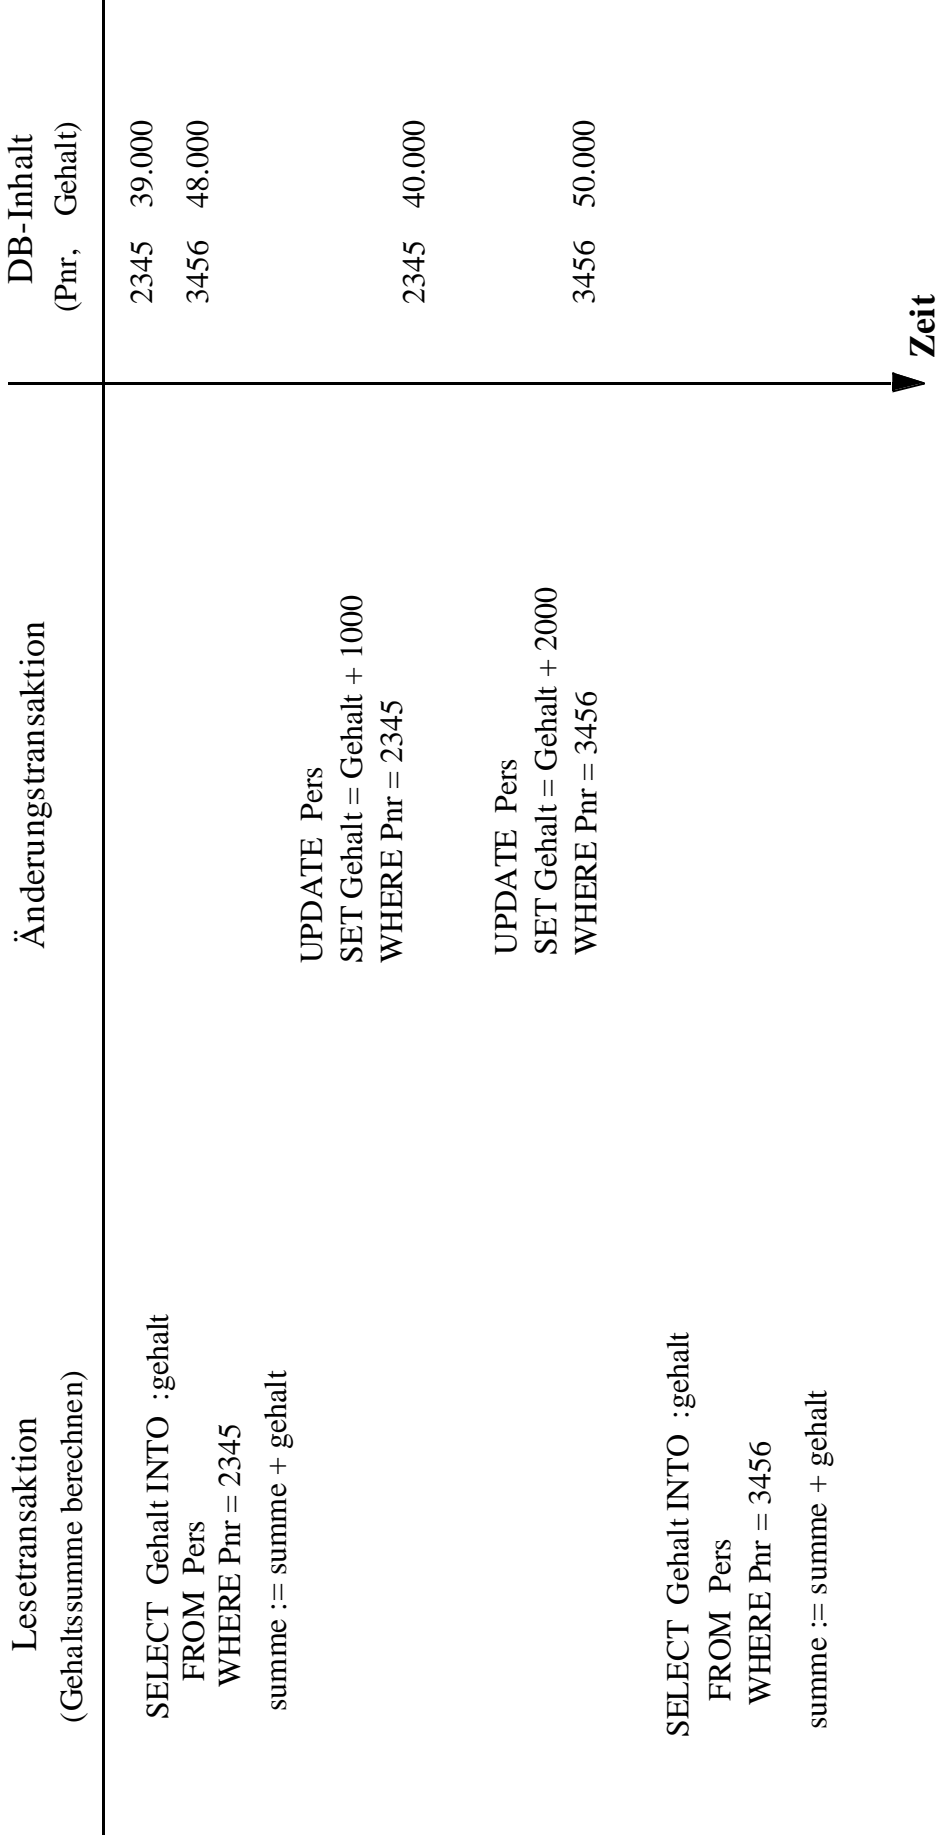 Lesetransaktion
(Gehaltssumme berechnen)
Änderungstransaktion
DB-Inhalt
(Pnr, Gehalt)
2345 39.000
3456 48.000
SELECT Gehalt INTO :gehalt
FROM Pers
WHERE Pnr = 2345
summe := summe + gehalt
UPDATE Pers
SET Gehalt = Gehalt + 1000
WHERE Pnr = 2345
2345 40.000
UPDATE Pers
SET Gehalt = Gehalt + 2000
WHERE Pnr = 3456
3456 50.000
SELECT Gehalt INTO :gehalt
FROM Pers
WHERE Pnr = 3456
summe := summe + gehalt
Zeit